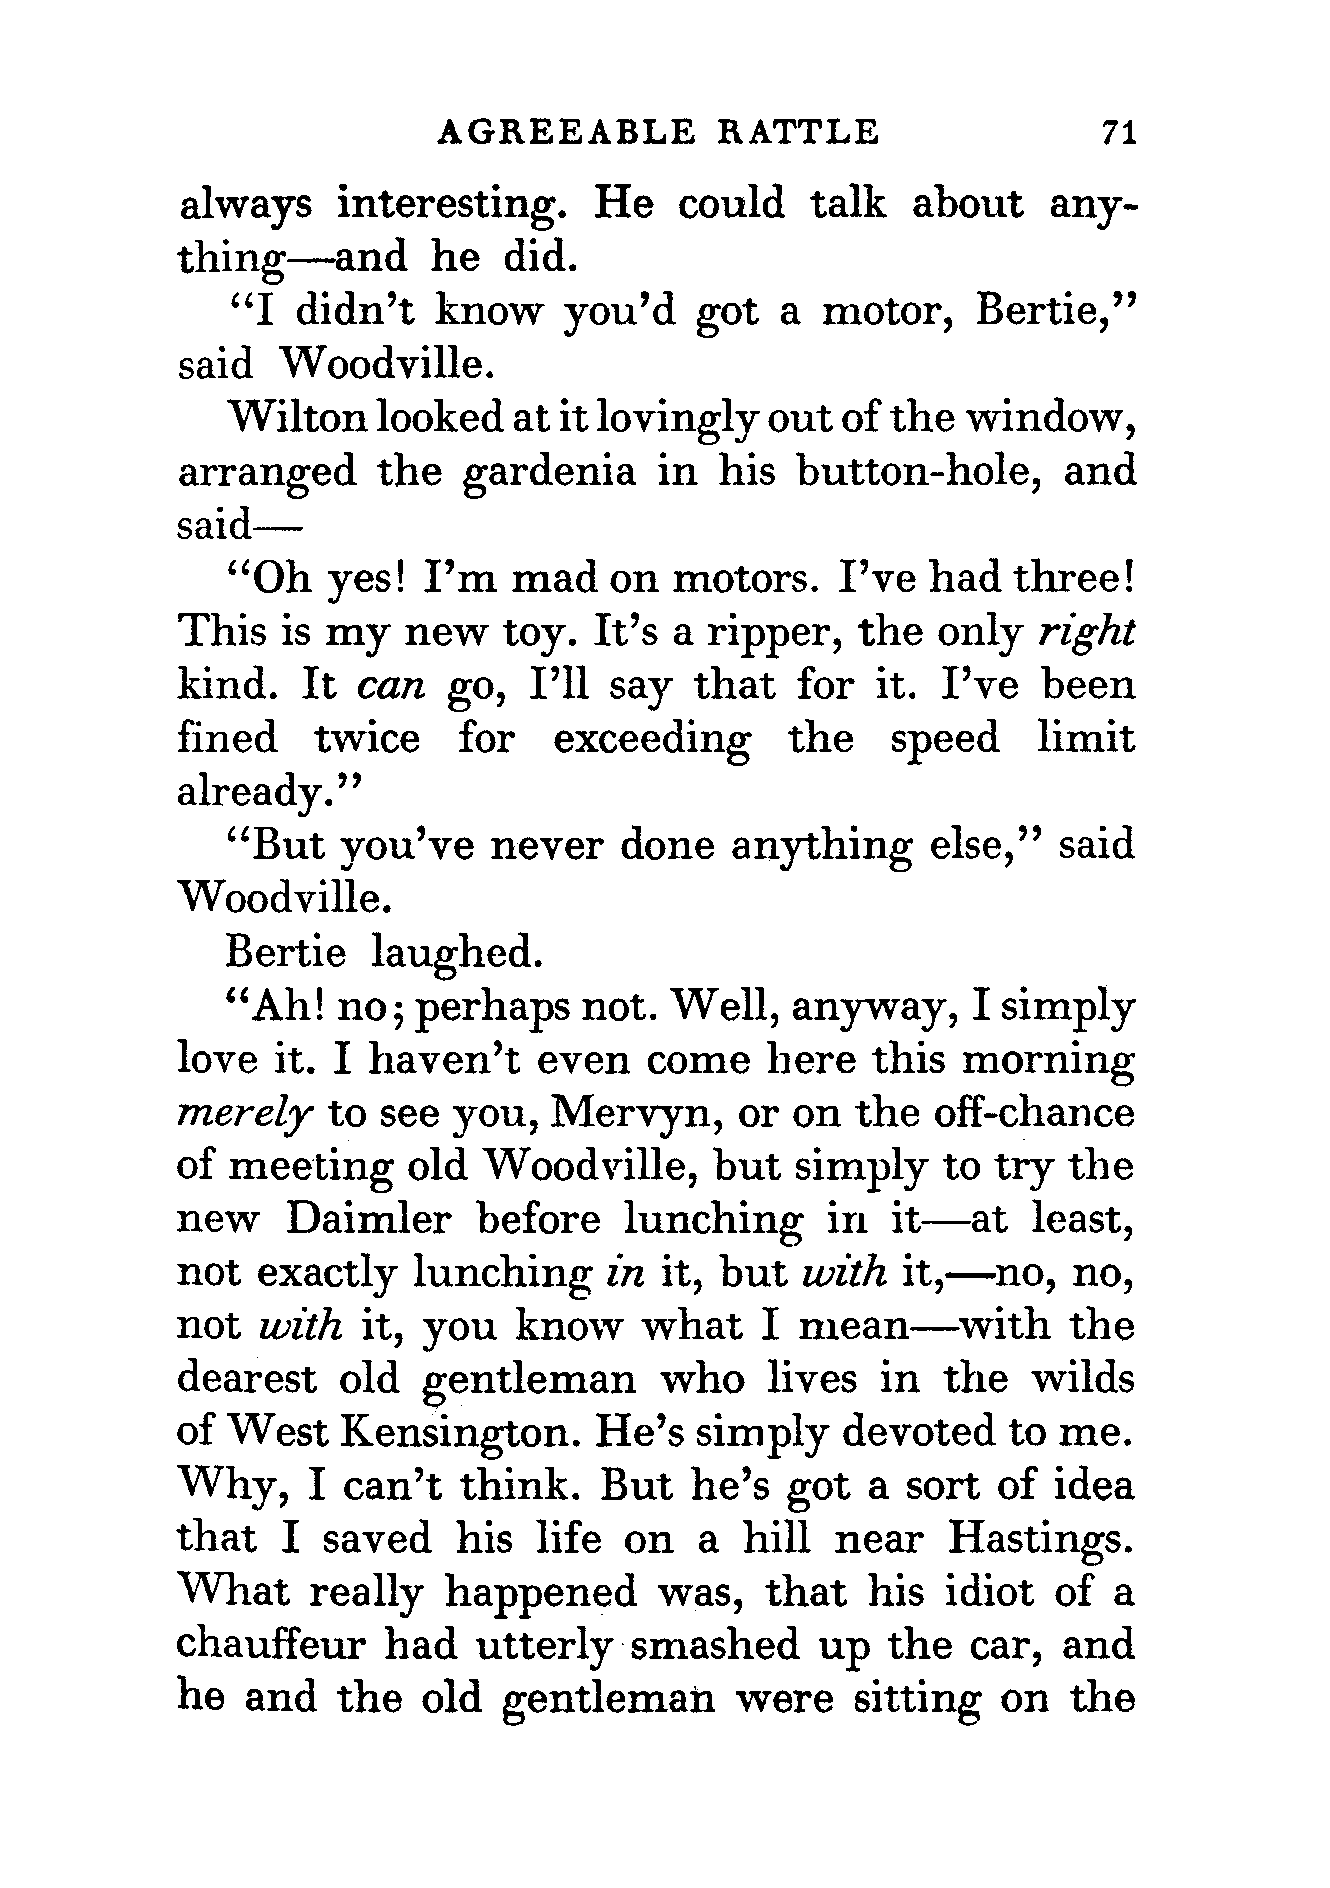 AGREEABLE RATTLE 71
always interesting. He could talk about any-
thing—and he did.
“I didn’t know you’d got a motor, Bertie,”
said Woodville.
Wilton looked at it lovingly out of the window,
arranged the gardenia in his button-hole, and
said—
“Oh yes! I’m mad on motors. I’ve had three!
This is my new toy. It’s a ripper, the only right
kind. It can go, I’ll say that for it. I’ve been
fined twice for exceeding the speed limit
already.”
“But you’ve never done anything else,” said
Woodville.
Bertie laughed.
“Ah! no; perhaps not. Well, anyway, I simply
love it. I haven’t even come here this morning
merely to see you, Mervyn, or on the off-chance
of meeting old Woodville, but simply to try the
new Daimler before lunching in it—at least,
not exactly lunching in it, but with it,—no, no,
not with it, you know what I mean—with the
dearest old gentleman who lives in the wilds
of West Kensington. He’s simply devoted to me.
Why, I can’t think. But he’s got a sort of idea
that I saved his life on a hill near Hastings.
What really happened was, that his idiot of a
chauffeur had utterly smashed up the car, and
he and the old gentleman were sitting on the